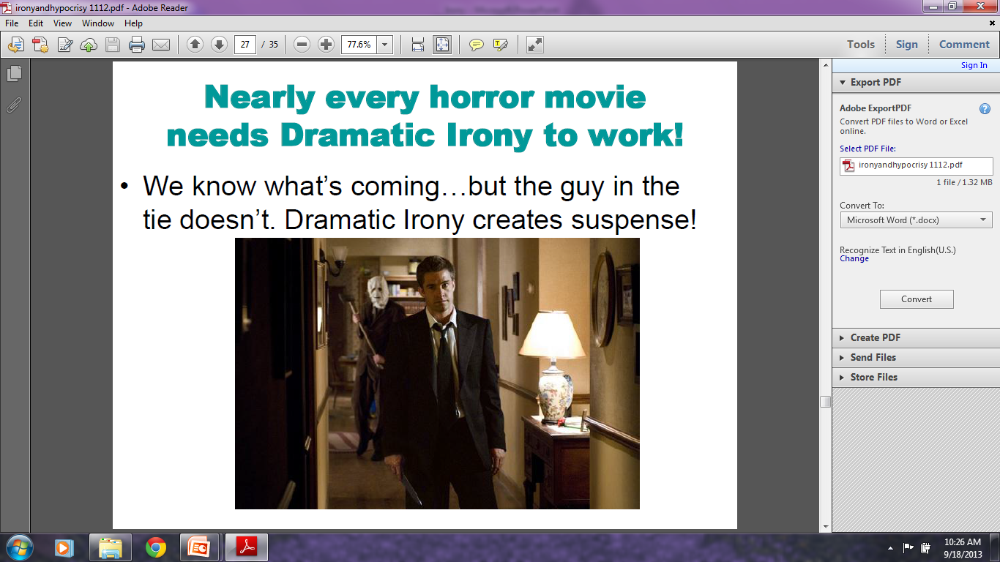 ironyandhypocrisy 1112.pdf - Adobe Reader
File Edit View Window Help
27 / 35 77.6% Tools Sign Comment
Sign In
Nearly every horror movie
needs Dramatic Irony to work!
• We know what’s coming…but the guy in the
tie doesn’t. Dramatic Irony creates suspense!
Export PDF
Adobe ExportPDF
Convert PDF files to Word or Excel
online.
Select PDF File:
ironyandhypocrisy 1112.pdf
1 file / 1.32 MB
Convert To:
Microsoft Word (*.docx)
Recognize Text in English(U.S.)
Change
Convert
Create PDF
Send Files
Store Files
10:26 AM
9/18/2013